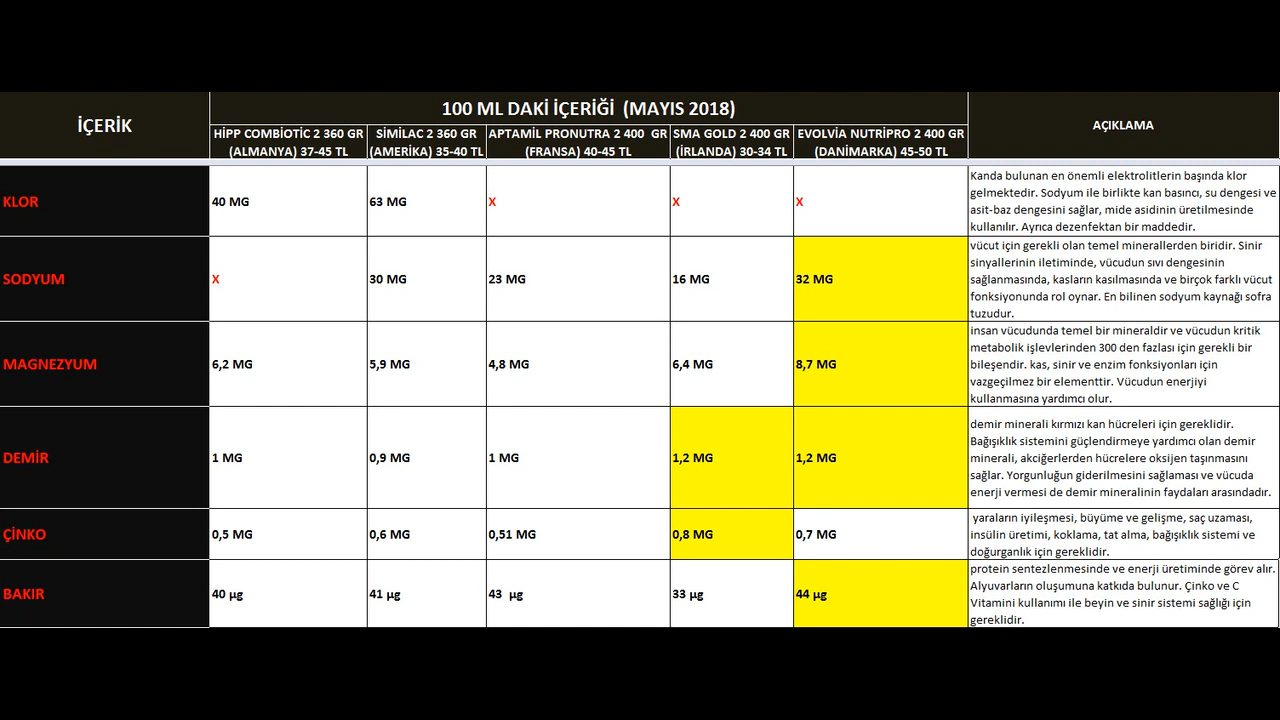 İÇERİK
100 ML DAKİ İÇERİĞİ (MAYIS 2018)
AÇIKLAMA
HİPP COMBİOTİC 2 360 GR
(ALMANYA) 37-45 TL
SİMİLAC 2 360 GR
(AMERİKA) 35-40 TL
APTAMİL PRONUTRA 2 400 GR
(FRANSA) 40-45 TL
SMA GOLD 2 400 GR
(İRLANDA) 30-34 TL
EVOLVİA NUTRİPRO 2 400 GR
(DANİMARKA) 45-50 TL
KLOR
40 MG
63 MG
X
X
X
Kanda bulunan en önemli elektrolitlerin başında klor
gelmektedir. Sodyum ile birlikte kan basıncı, su dengesi ve
asit-baz dengesini sağlar, mide asidinin üretilmesinde
kullanılır. Ayrıca dezenfektan bir maddedir.
SODYUM
X
30 MG
23 MG
16 MG
32 MG
vücut için gerekli olan temel minerallerden biridir. Sinir
sinyallerinin iletiminde, vücudun sıvı dengesinin
sağlanmasında, kasların kasılmasında ve birçok farklı vücut
fonksiyonunda rol oynar. En bilinen sodyum kaynağı sofra
tuzudur.
MAGNEZYUM
6,2 MG
5,9 MG
4,8 MG
6,4 MG
8,7 MG
insan vücudunda temel bir mineraldir ve vücudun kritik
metabolik işlevlerinden 300 den fazlası için gerekli bir
bileşendir. kas, sinir ve enzim fonksiyonları için
vazgeçilmez bir elementtir. Vücudun enerjiyi
kullanmasına yardımcı olur.
DEMİR
1 MG
0,9 MG
1 MG
1,2 MG
1,2 MG
demir minerali kırmızı kan hücreleri için gereklidir.
Bağışıklık sistemini güçlendirmeye yardımcı olan demir
minerali, akciğerlerden hücrelere oksijen taşınmasını
sağlar. Yorgunluğun giderilmesini sağlaması ve vücuda
enerji vermesi de demir mineralinin faydaları arasındadır.
ÇİNKO
0,5 MG
0,6 MG
0,51 MG
0,8 MG
0,7 MG
yaraların iyileşmesi, büyüme ve gelişme, saç uzaması,
insülin üretimi, koklama, tat alma, bağışıklık sistemi ve
doğurganlık için gereklidir.
BAKIR
40 µg
41 µg
43 µg
33 µg
44 µg
protein sentezlenmesinde ve enerji üretiminde görev alır.
Alyuvarların oluşumuna katkıda bulunur. Çinko ve C
Vitamini kullanımı ile beyin ve sinir sistemi sağlığı için
gereklidir.